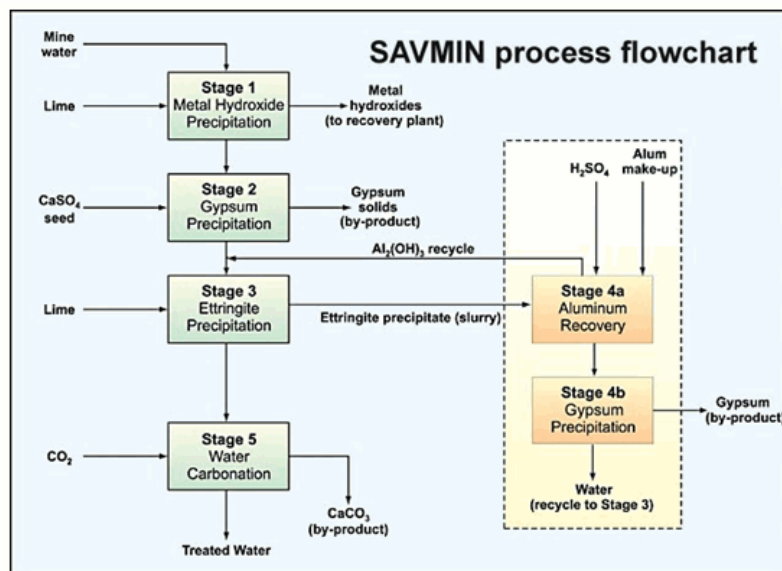 SAVMIN process flowchart
Mine
water
Stage 1
Metal Hydroxide
Precipitation
Lime
Metal
hydroxides
(to recovery plant)
H₂SO₄
Alum
make-up
Stage 2
Gypsum
Precipitation
CaSO₄
seed
Gypsum
solids
(by-product)
Al₂(OH)₃ recycle
Stage 3
Ettringite
Precipitation
Lime
Ettringite precipitate (slurry)
Stage 4a
Aluminum
Recovery
Stage 4b
Gypsum
Precipitation
Gypsum
(by-product)
Water
(recycle to Stage 3)
Stage 5
Water
Carbonation
CO₂
CaCO₃
(by-product)
Treated Water